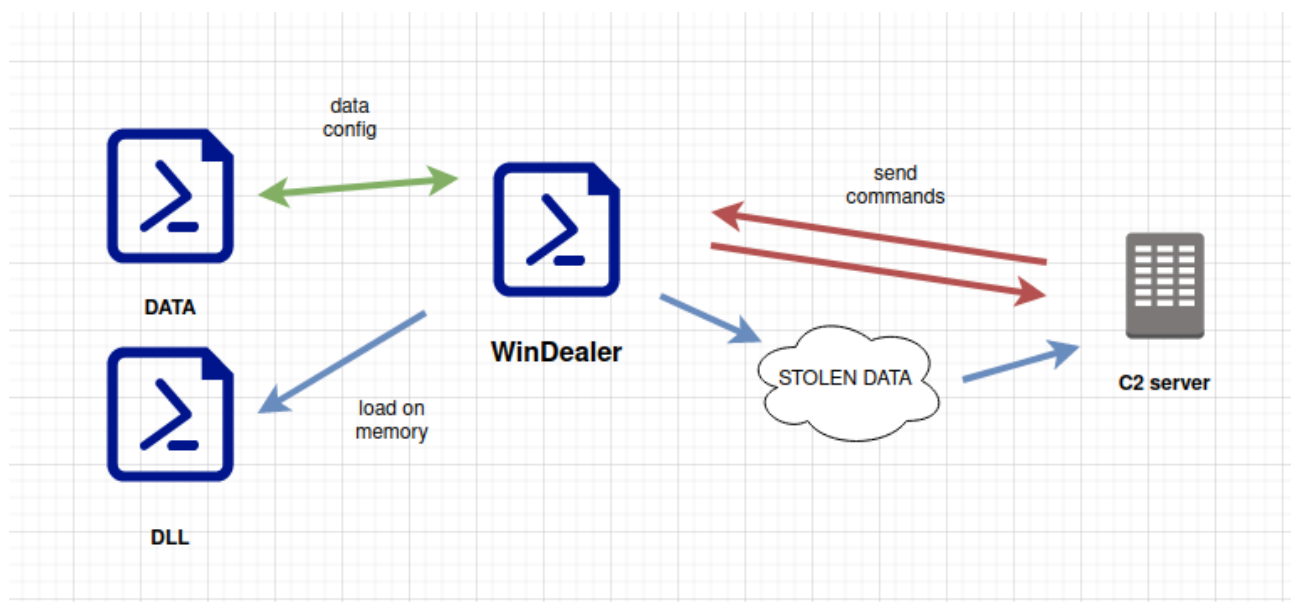 data
config
send
commands
DATA
WinDealer
STOLEN DATA
C2 server
load on
memory
DLL